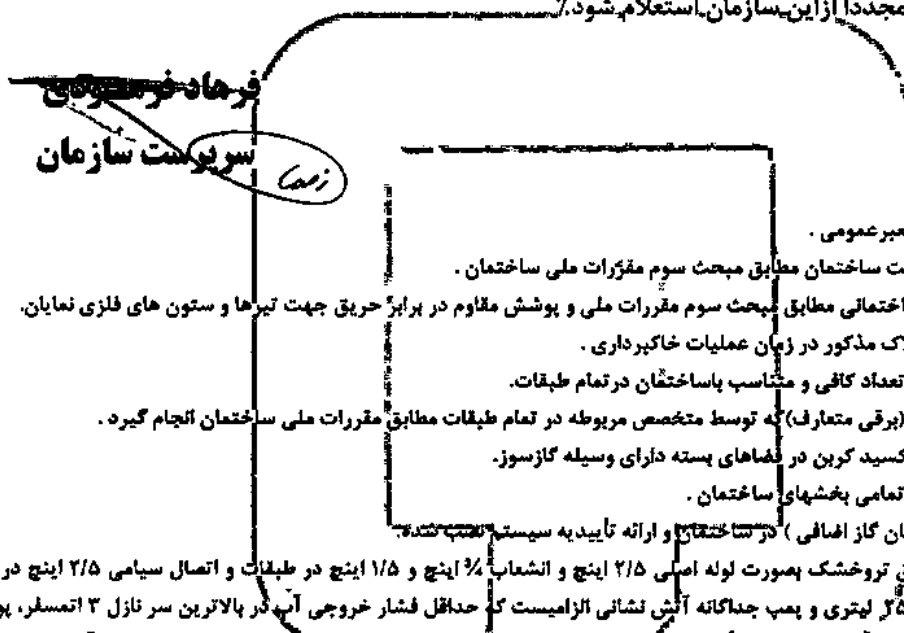 مجددا ازاین سازمان استعلام شود./
فرهاد
سرپرست سازمان
عبرعمومی .
ت ساختمان مطابق مبحث سوم مقررات ملی ساختمان .
اختمانی مطابق مبحث سوم مقررات ملی و پوشش مقاوم در برابر حریق جهت تیرها و ستون های فلزی نمایان.
لاک مذکور در زمان عملیات خاکبرداری .
تعداد کافی و متناسب باساختمان درتمام طبقات.
(برقی متعارف)که توسط متخصص مربوطه در تمام طبقات مطابق مقررات ملی ساختمان انجام گیرد .
کسید کربن در فضاهای بسته دارای وسیله گازسوز.
تمامی بخشهای ساختمان .
ان گاز اضافی ) در ساختمان و ارائه تأییدیه سیستم نصب شده.
تروخشک بصورت لوله اصلی ۲/۵ اینچ و انشعاب ¾ اینچ و ۱/۵ اینچ در طبقات و اتصال سیامی ۲/۵ اینچ در
لیتری و پمپ جداگانه آتش نشانی الزامیست که حداقل فشار خروجی آب در بالاترین سر نازل ۳ اتمسفر، پو